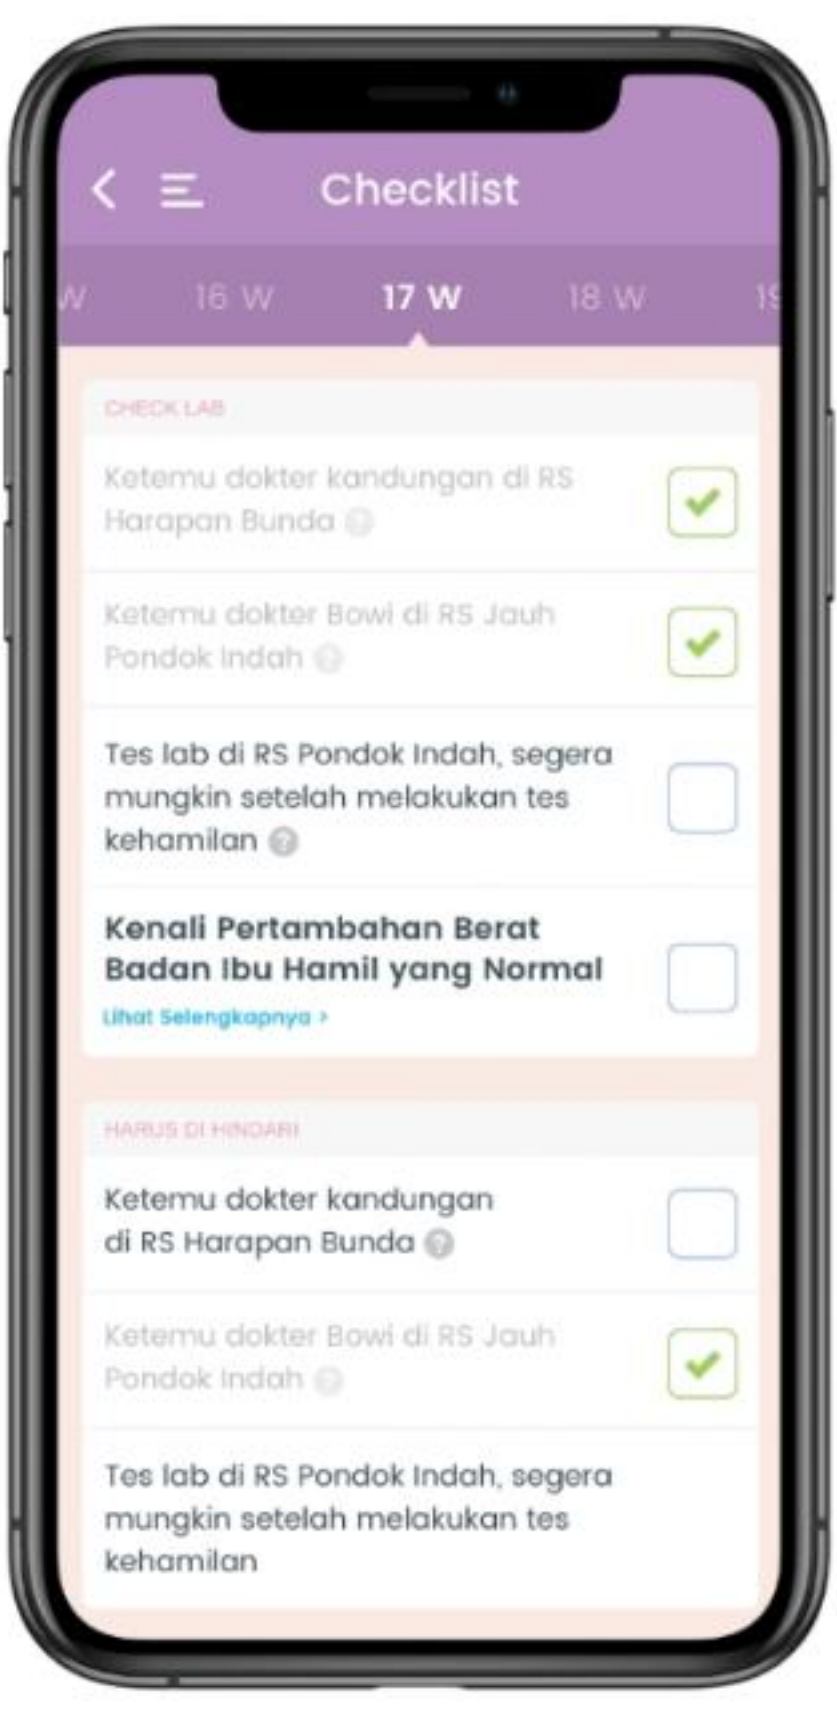 Checklist
W 16 W 17 W 18 W 19
CHECK LAB
Ketemu dokter kandungan di RS
Harapan Bunda ?
Ketemu dokter Bowi di RS Jauh
Pondok Indah ?
Tes lab di RS Pondok Indah, segera
mungkin setelah melakukan tes
kehamilan ?
Kenali Pertambahan Berat
Badan Ibu Hamil yang Normal
Lihat Selengkapnya >
HARUS DI HINDARI
Ketemu dokter kandungan
di RS Harapan Bunda ?
Ketemu dokter Bowi di RS Jauh
Pondok Indah ?
Tes lab di RS Pondok Indah, segera
mungkin setelah melakukan tes
kehamilan